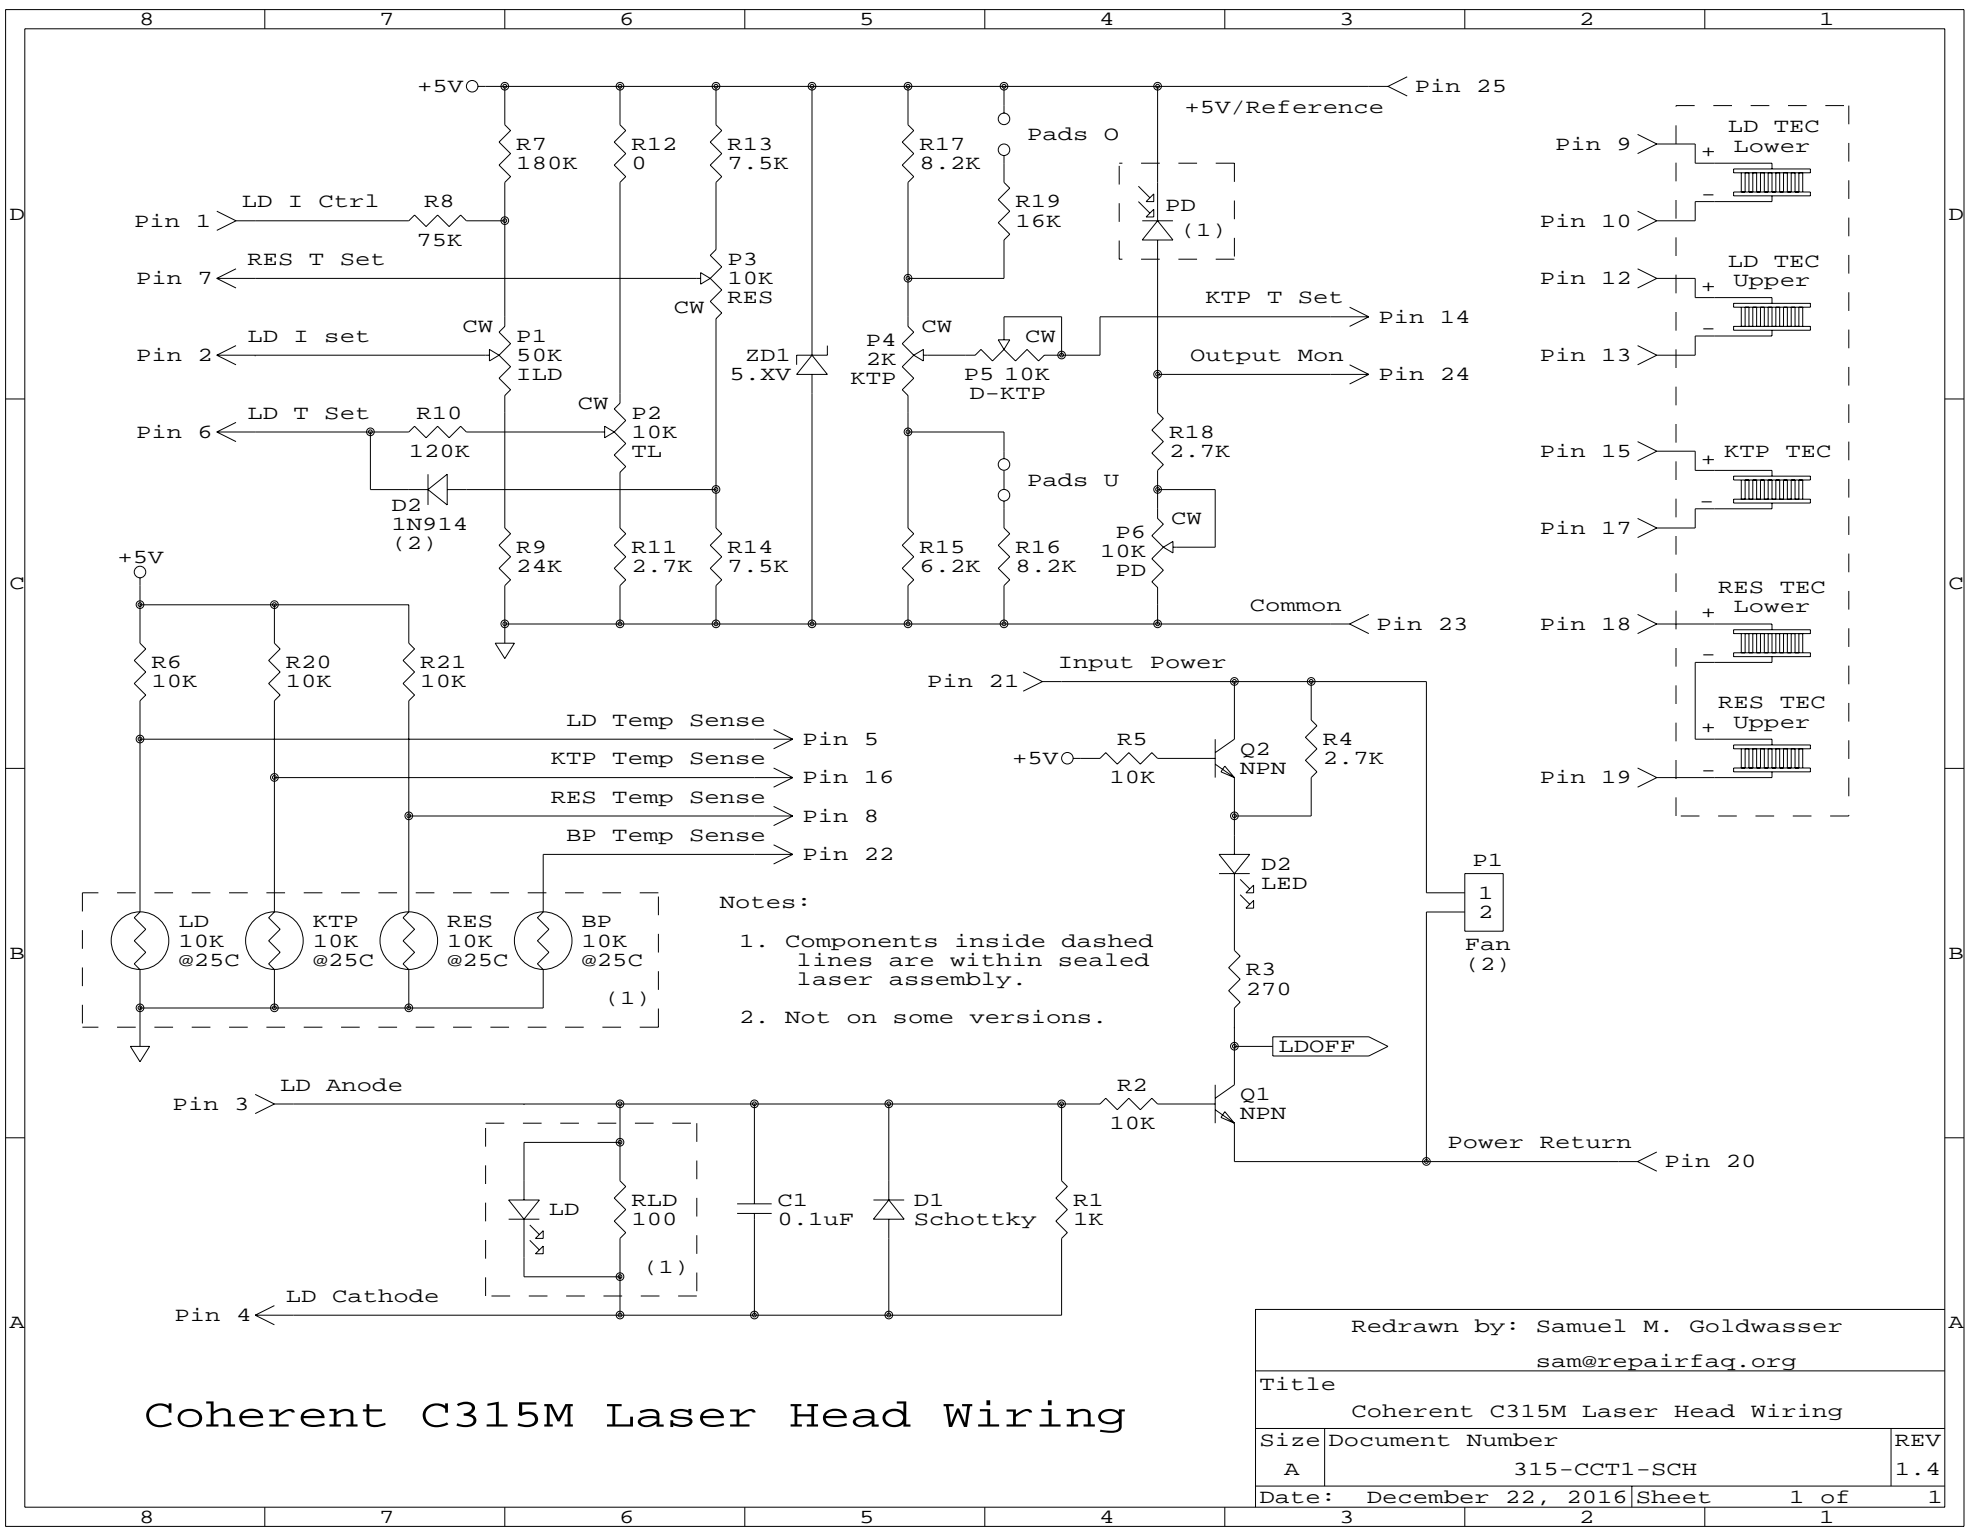 8 7 6 5 4 3 2 1
+5V
Pin 25
+5V/Reference
R7
180K
R12
0
R13
7.5K
R17
8.2K
Pads O
R19
16K
PD
(1)
LD I Ctrl
Pin 1
R8
75K
RES T Set
Pin 7
P3
10K
RES
CW
LD I set
Pin 2
CW
P1
50K
ILD
ZD1
5.XV
CW
P4
2K
KTP
CW
P5 10K
D-KTP
KTP T Set
Pin 14
Output Mon
Pin 24
LD T Set
Pin 6
R10
120K
CW
P2
10K
TL
D2
1N914
(2)
R18
2.7K
Pads U
CW
P6
10K
PD
R9
24K
R11
2.7K
R14
7.5K
R15
6.2K
R16
8.2K
Common
Pin 23
LD TEC
Lower
Pin 9
+
-
Pin 10
LD TEC
Upper
Pin 12
+
-
Pin 13
KTP TEC
Pin 15
+
-
Pin 17
RES TEC
Lower
Pin 18
+
-
RES TEC
Upper
+
-
Pin 19
+5V
R6
10K
R20
10K
R21
10K
LD Temp Sense
Pin 5
KTP Temp Sense
Pin 16
RES Temp Sense
Pin 8
BP Temp Sense
Pin 22
LD
10K
@25C
KTP
10K
@25C
RES
10K
@25C
BP
10K
@25C
(1)
Input Power
Pin 21
+5V
R5
10K
Q2
NPN
R4
2.7K
D2
LED
R3
270
LDOFF
P1
1
2
Fan
(2)
Notes:
1. Components inside dashed
lines are within sealed
laser assembly.
2. Not on some versions.
LD Anode
Pin 3
R2
10K
Q1
NPN
Power Return
Pin 20
LD
RLD
100
(1)
C1
0.1uF
D1
Schottky
R1
1K
LD Cathode
Pin 4
Coherent C315M Laser Head Wiring
Redrawn by: Samuel M. Goldwasser
sam@repairfaq.org
Title
Coherent C315M Laser Head Wiring
Size Document Number REV
A 315-CCT1-SCH 1.4
Date: December 22, 2016 Sheet 1 of 1
D D
C C
B B
A A
8 7 6 5 4 3 2 1